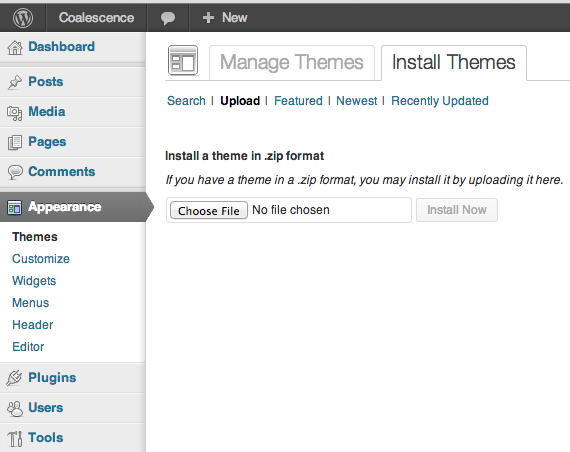 Coalescence + New
Dashboard
Posts
Media
Pages
Comments
Appearance
Themes
Customize
Widgets
Menus
Header
Editor
Plugins
Users
Tools
Manage Themes Install Themes
Search | Upload | Featured | Newest | Recently Updated
Install a theme in .zip format
If you have a theme in a .zip format, you may install it by uploading it here.
Choose File No file chosen Install Now